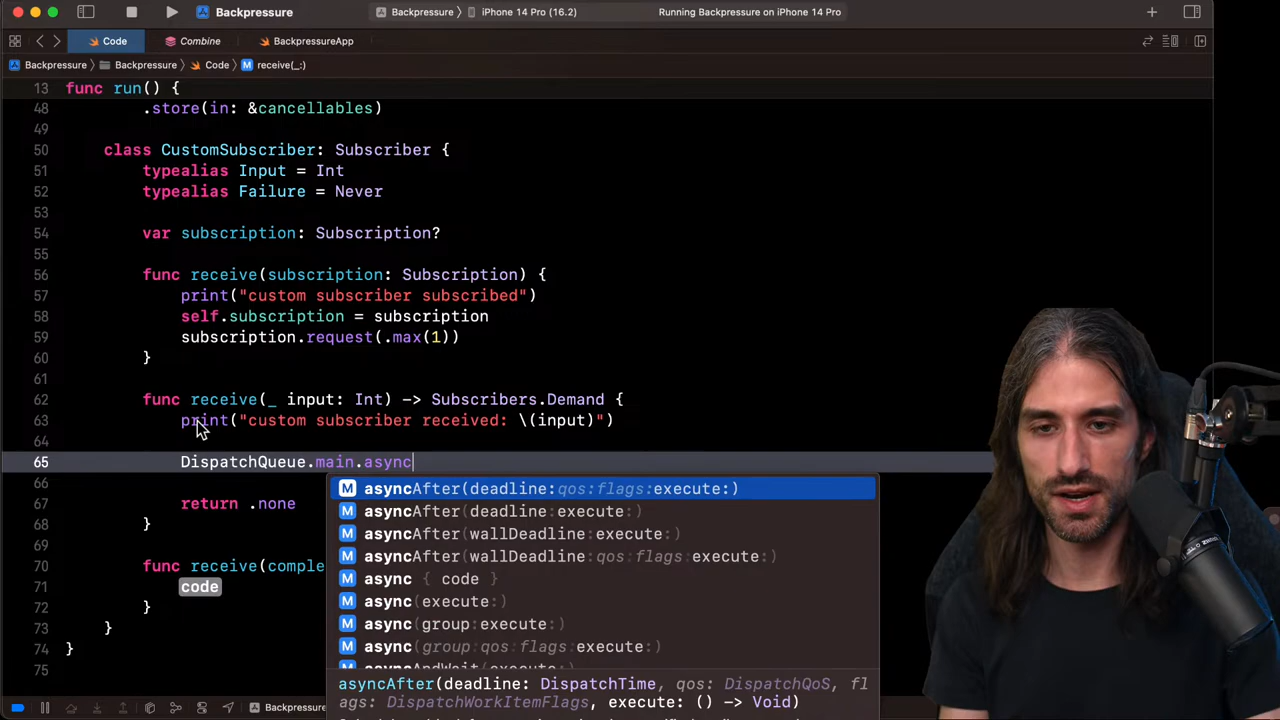 Backpressure
Backpressure
iPhone 14 Pro (16.2)
Running Backpressure on iPhone 14 Pro
Code
Combine
BackpressureApp
Backpressure
Backpressure
Code
M
receive(_:)
13 func run() {
48 .store(in: &cancellables)
49
50 class CustomSubscriber: Subscriber {
51 typealias Input = Int
52 typealias Failure = Never
53
54 var subscription: Subscription?
55
56 func receive(subscription: Subscription) {
57 print("custom subscriber subscribed")
58 self.subscription = subscription
59 subscription.request(.max(1))
60 }
61
62 func receive(_ input: Int) -> Subscribers.Demand {
63 print("custom subscriber received: \(input)")
64
65 DispatchQueue.main.async
66
M asyncAfter(deadline:qos:flags:execute:)
67 return .none
M asyncAfter(deadline:execute:)
68 }
M asyncAfter(wallDeadline:execute:)
69
M asyncAfter(wallDeadline:qos:flags:execute:)
70 func receive(comple
M async { code }
71 code
M async(execute:)
72 }
M async(group:execute:)
73 }
M async(group:qos:flags:execute:)
74 }
M asyncAndWait(execute:)
75
asyncAfter(deadline: DispatchTime, qos: DispatchQoS, fl
ags: DispatchWorkItemFlags, execute: () -> Void)
Backpressure